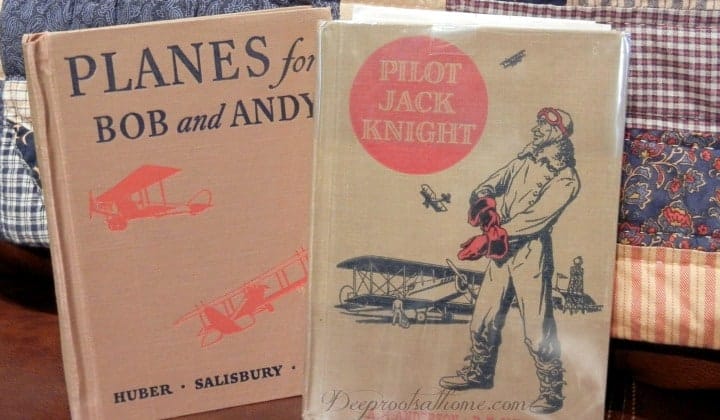 PLANES for
BOB and ANDY
HUBER · SALISBURY ·
PILOT
JACK
KNIGHT
Deeprootsathome.com